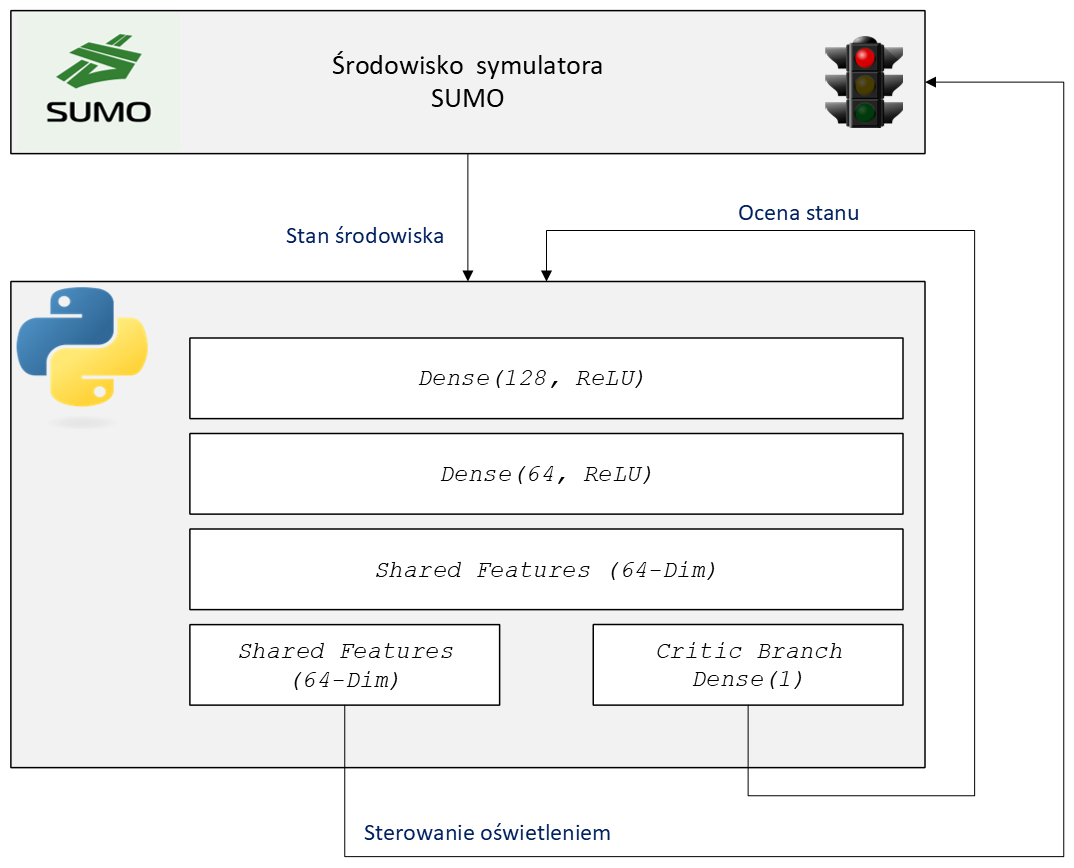 SUMO
Środowisko symulatora
SUMO
Ocena stanu
Stan środowiska
Dense(128, ReLU)
Dense(64, ReLU)
Shared Features (64-Dim)
Shared Features
(64-Dim)
Critic Branch
Dense(1)
Sterowanie oświetleniem